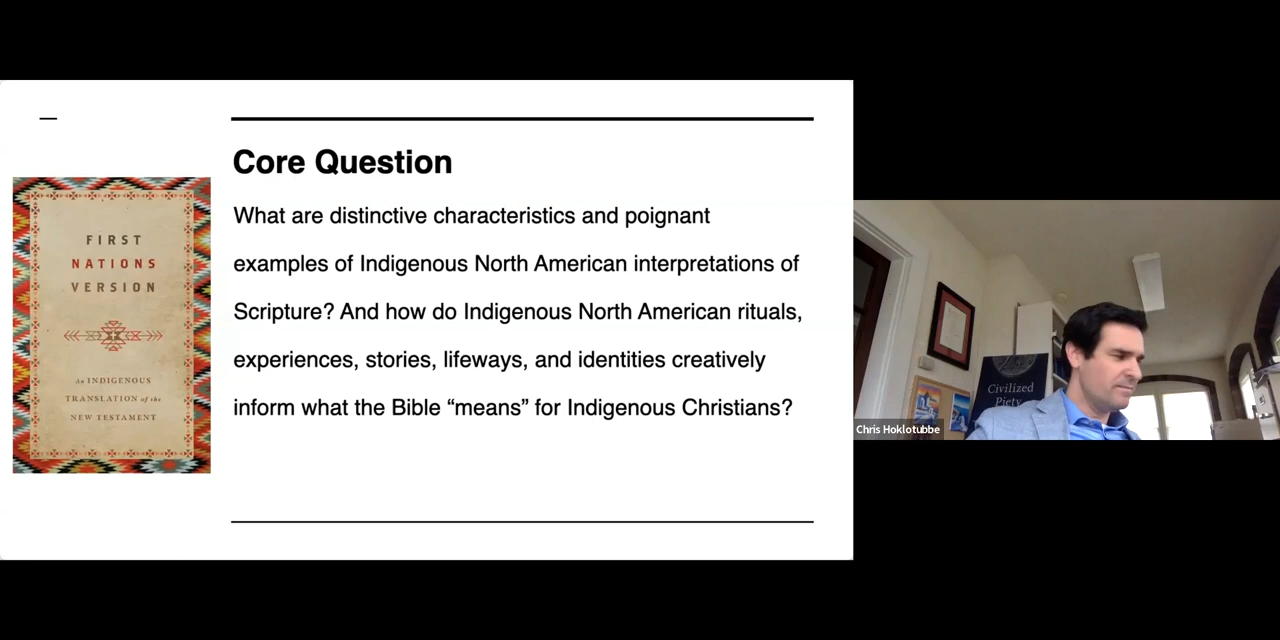 FIRST
NATIONS
VERSION
An INDIGENOUS
TRANSLATION of the
NEW TESTAMENT
Core Question
What are distinctive characteristics and poignant
examples of Indigenous North American interpretations of
Scripture? And how do Indigenous North American rituals,
experiences, stories, lifeways, and identities creatively
inform what the Bible “means” for Indigenous Christians?
Civilized
Piety
Chris Hoklotubbe